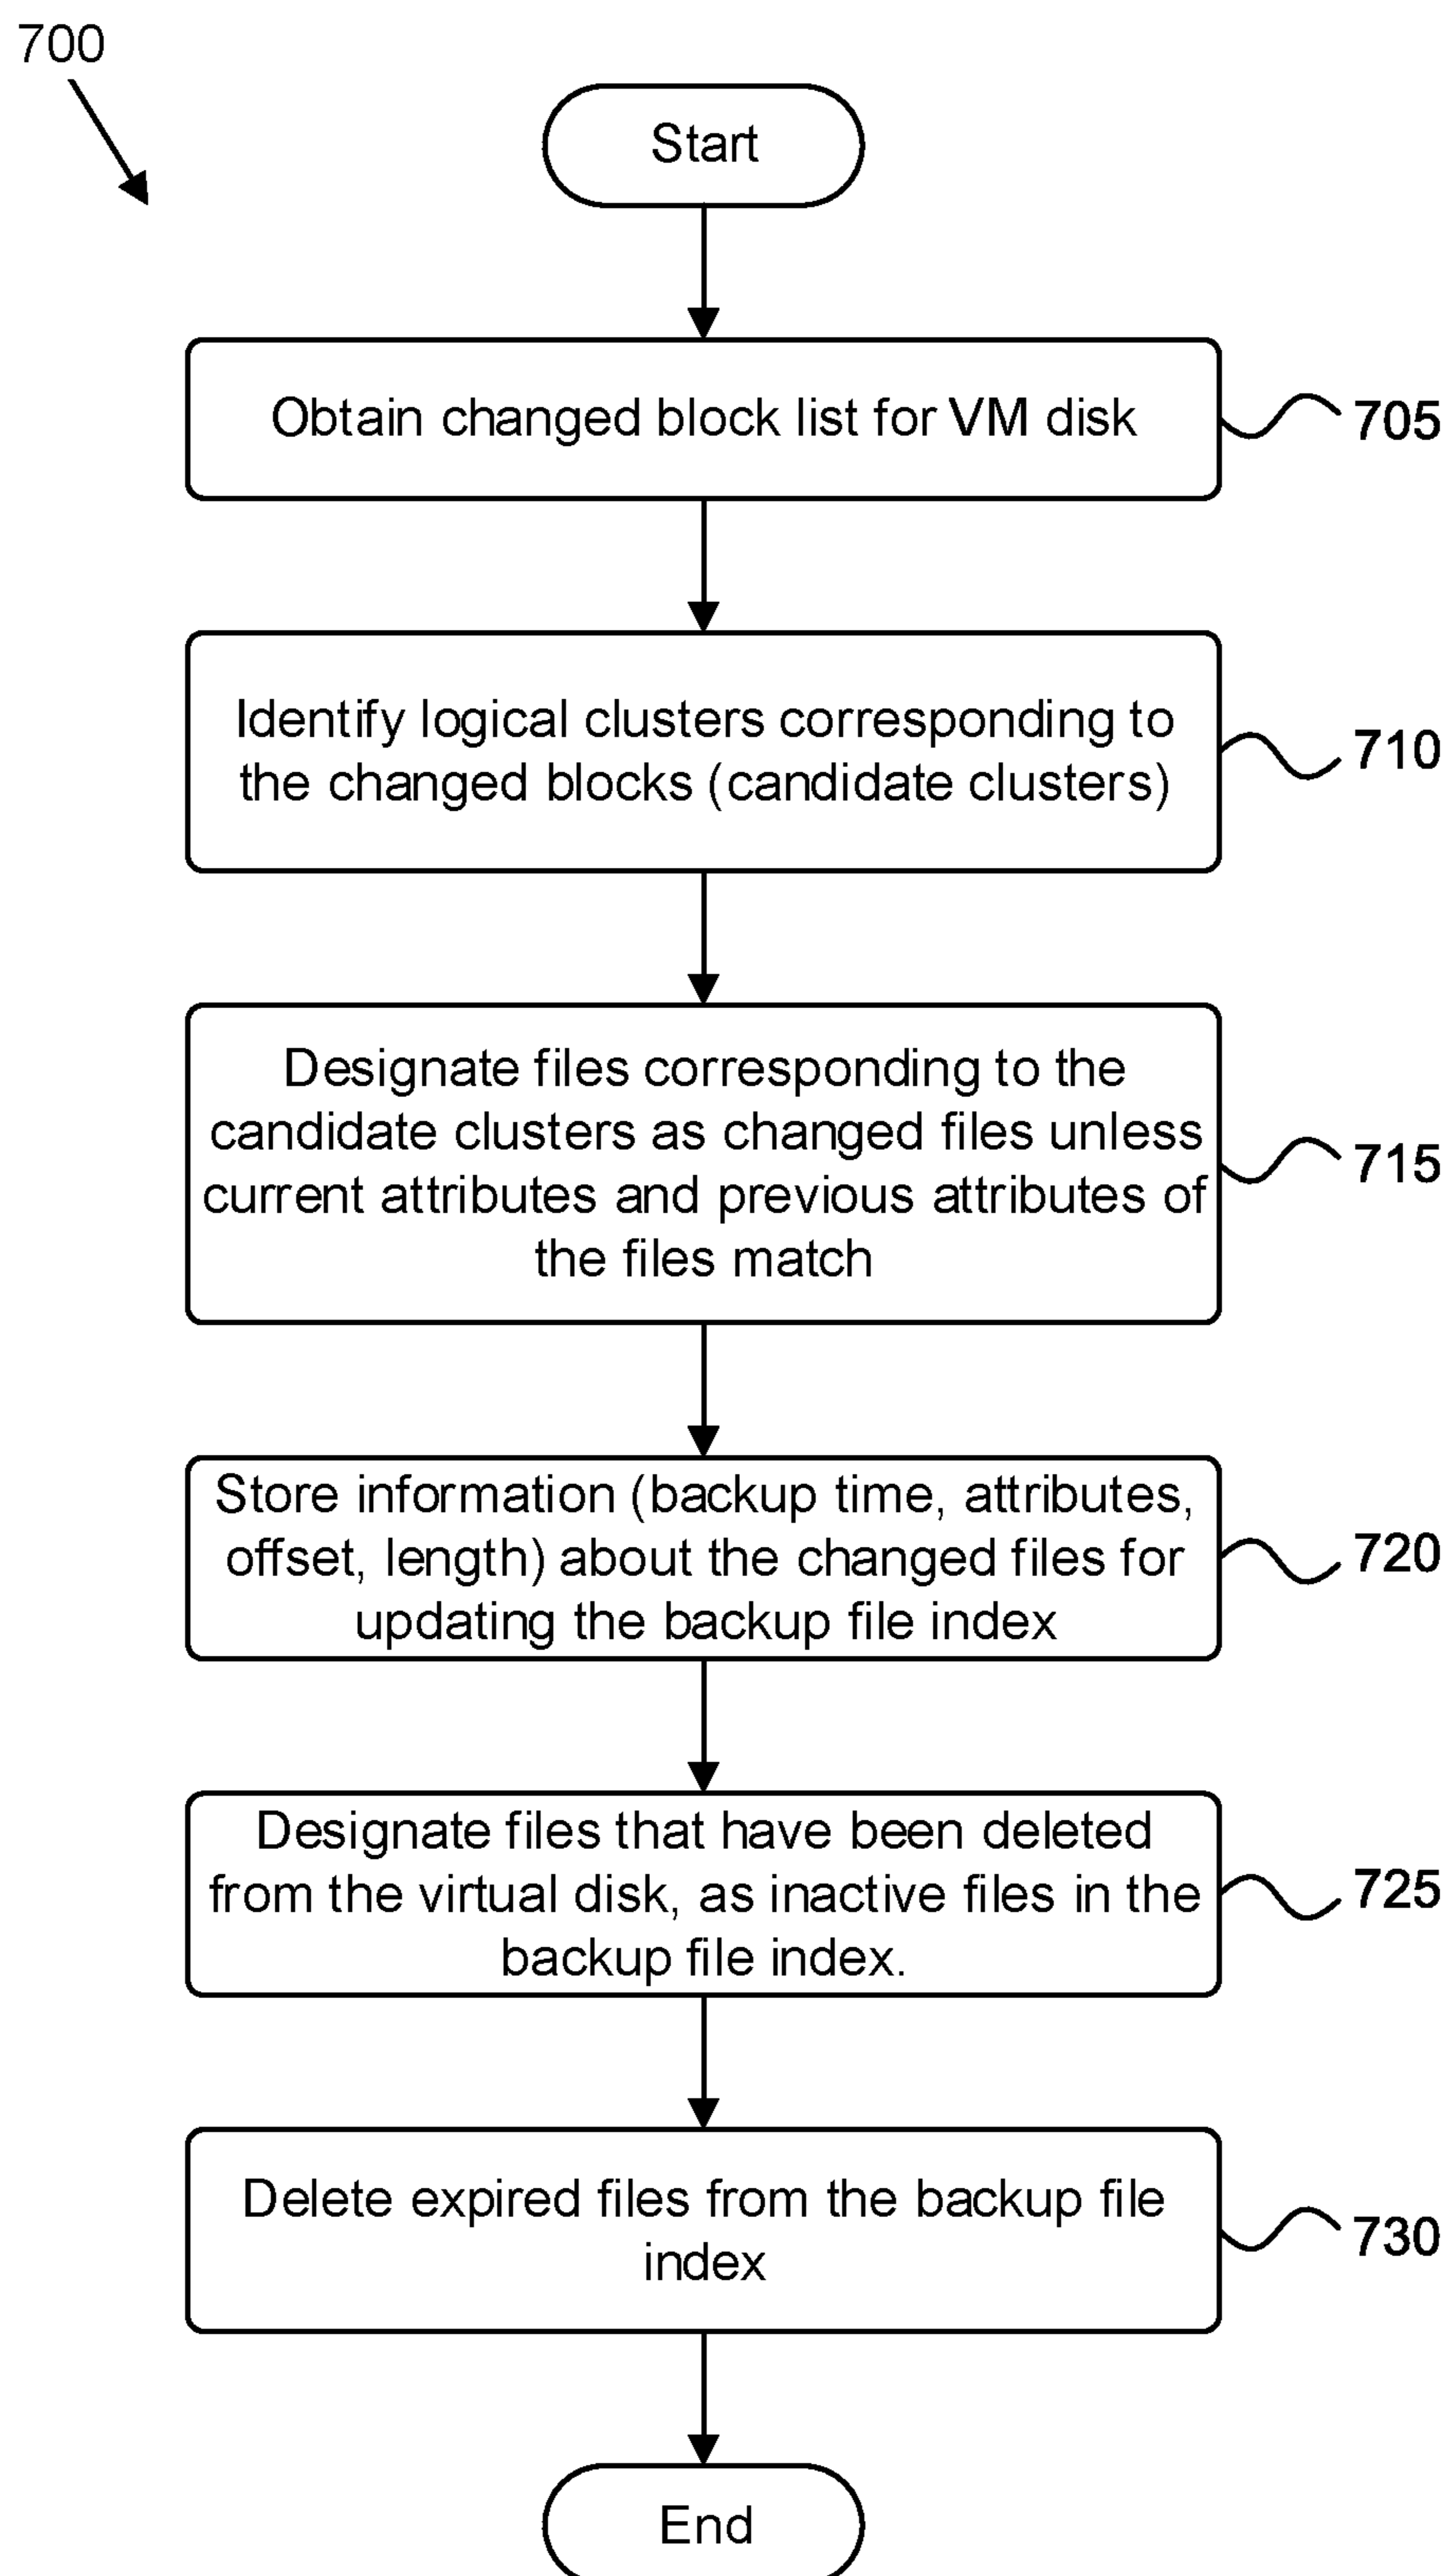 700
Start
Obtain changed block list for VM disk
705
Identify logical clusters corresponding to
the changed blocks (candidate clusters)
710
Designate files corresponding to the
candidate clusters as changed files unless
current attributes and previous attributes of
the files match
715
Store information (backup time, attributes,
offset, length) about the changed files for
updating the backup file index
720
Designate files that have been deleted
from the virtual disk, as inactive files in the
backup file index.
725
Delete expired files from the backup file
index
730
End